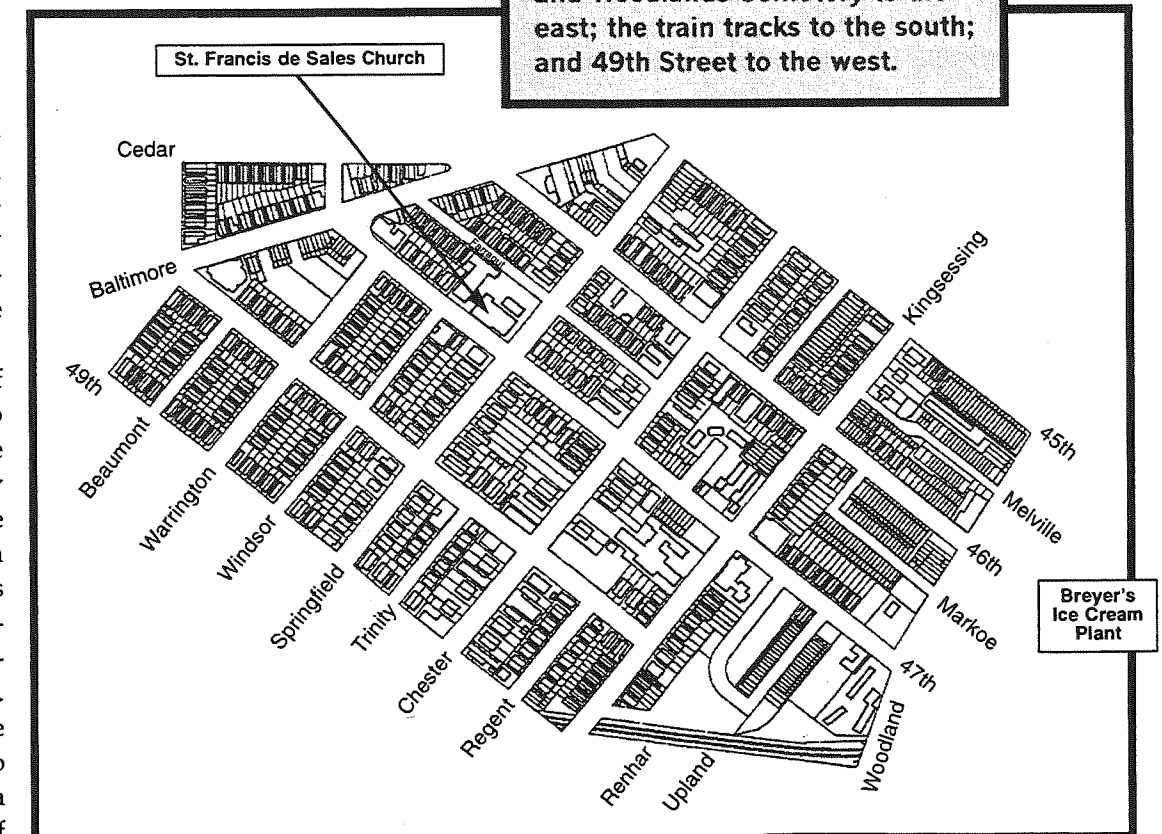 east; the train tracks to the south;
and 49th Street to the west.
St. Francis de Sales Church
Cedar
Farragut
Baltimore
Kingsessing
49th
Beaumont
Warrington
Windsor
Springfield
Trinity
Chester
Regent
Renhar
Upland
Woodland
45th
Melville
46th
Markoe
47th
Breyer's
Ice Cream
Plant